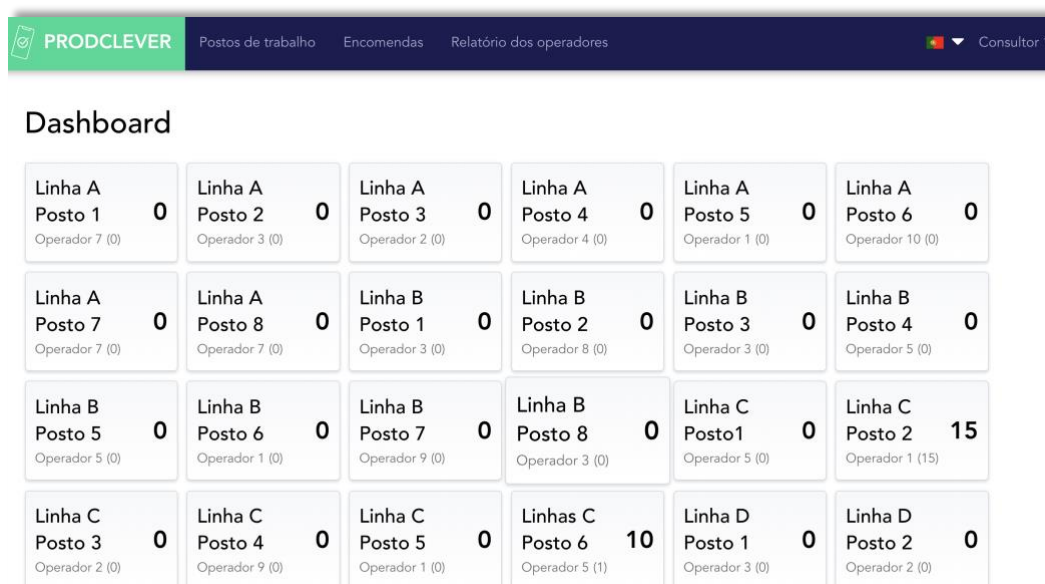 PRODCLEVER Postos de trabalho Encomendas Relatório dos operadores Consultor
Dashboard
Linha A
Posto 1 0
Operador 7 (0)
Linha A
Posto 2 0
Operador 3 (0)
Linha A
Posto 3 0
Operador 2 (0)
Linha A
Posto 4 0
Operador 4 (0)
Linha A
Posto 5 0
Operador 1 (0)
Linha A
Posto 6 0
Operador 10 (0)
Linha A
Posto 7 0
Operador 7 (0)
Linha A
Posto 8 0
Operador 7 (0)
Linha B
Posto 1 0
Operador 3 (0)
Linha B
Posto 2 0
Operador 8 (0)
Linha B
Posto 3 0
Operador 3 (0)
Linha B
Posto 4 0
Operador 5 (0)
Linha B
Posto 5 0
Operador 5 (0)
Linha B
Posto 6 0
Operador 1 (0)
Linha B
Posto 7 0
Operador 9 (0)
Linha B
Posto 8 0
Operador 3 (0)
Linha C
Posto1 0
Operador 5 (0)
Linha C
Posto 2 15
Operador 1 (15)
Linha C
Posto 3 0
Operador 2 (0)
Linha C
Posto 4 0
Operador 9 (0)
Linha C
Posto 5 0
Operador 1 (0)
Linhas C
Posto 6 10
Operador 5 (1)
Linha D
Posto 1 0
Operador 3 (0)
Linha D
Posto 2 0
Operador 2 (0)